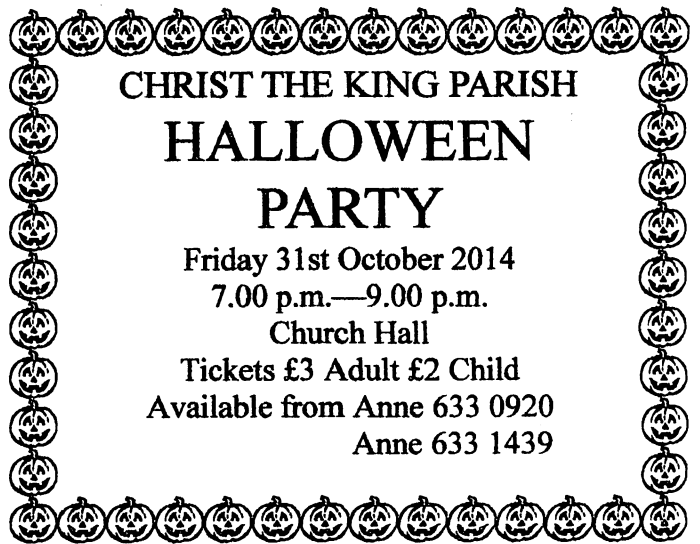 CHRIST THE KING PARISH
HALLOWEEN
PARTY
Friday 31st October 2014
7.00 p.m.—9.00 p.m.
Church Hall
Tickets £3 Adult £2 Child
Available from Anne 633 0920
Anne 633 1439